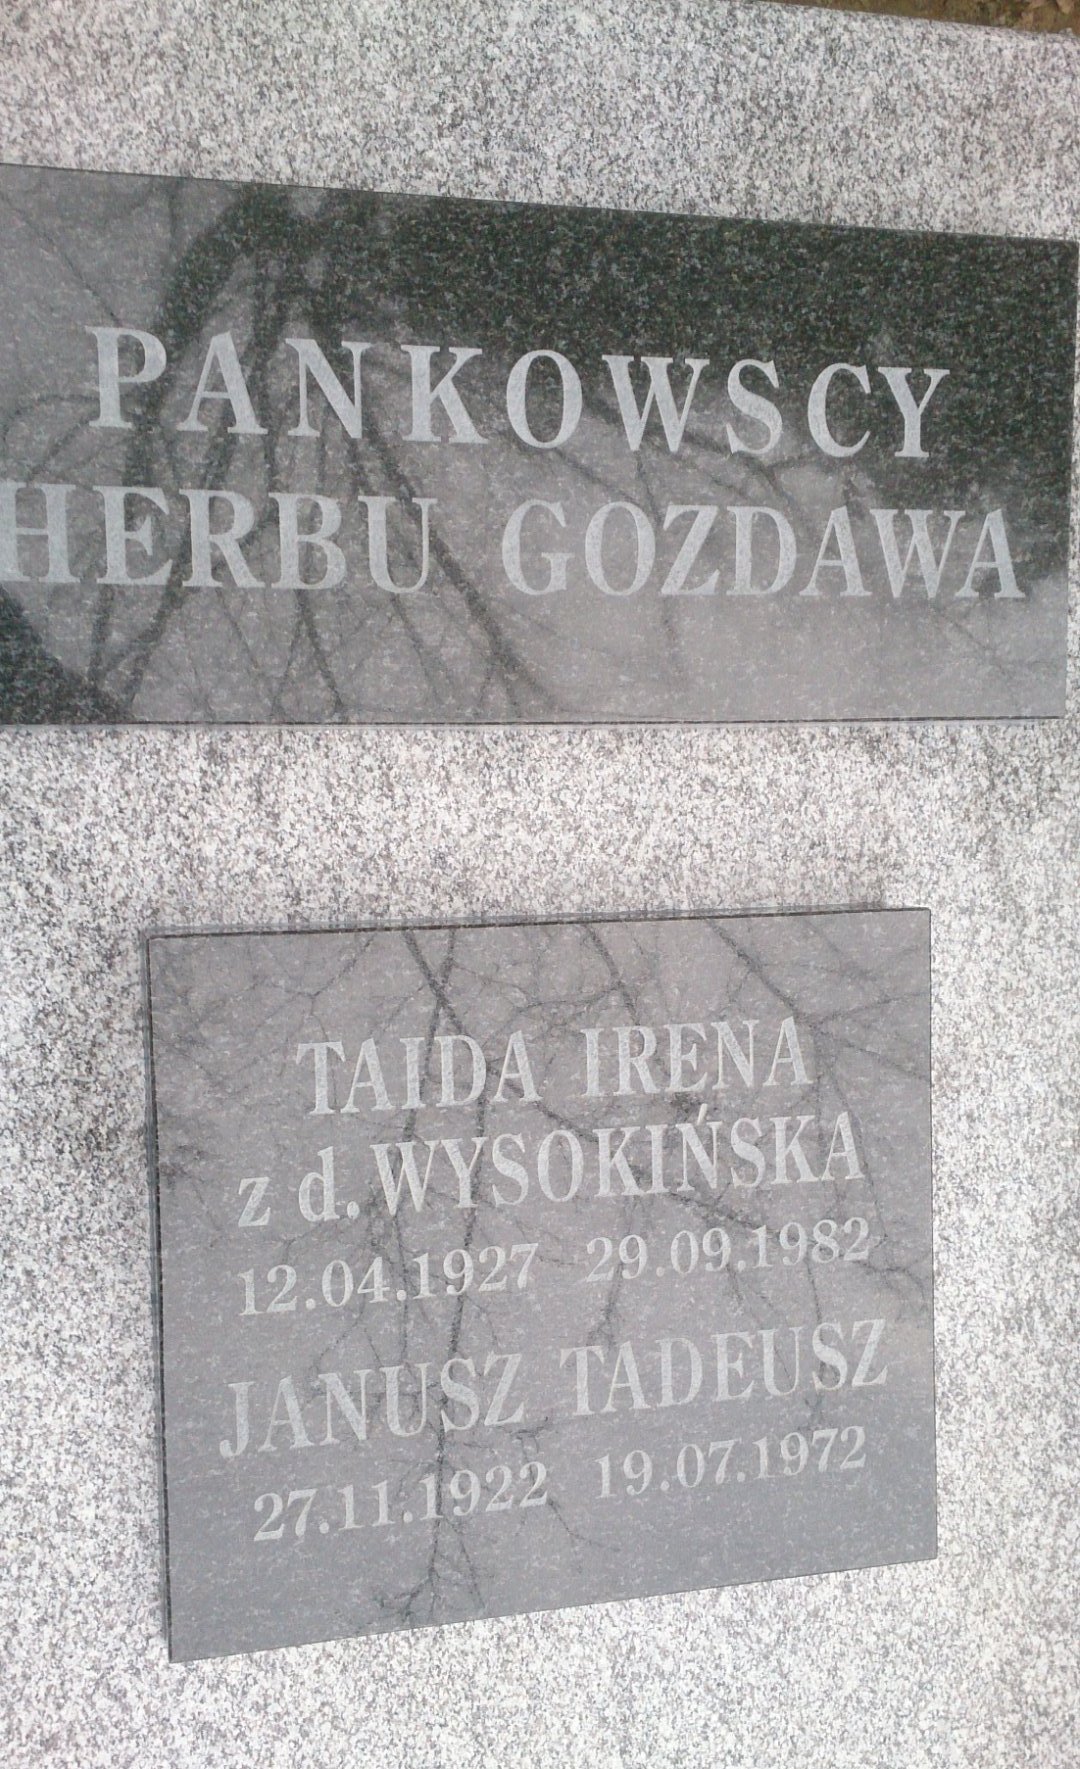 PANKOWSCY
HERBU GOZDAWA
TAIDA IRENA
z d. WYSOKIŃSKA
12.04.1927 29.09.1982
JANUSZ TADEUSZ
27.11.1922 19.07.1972